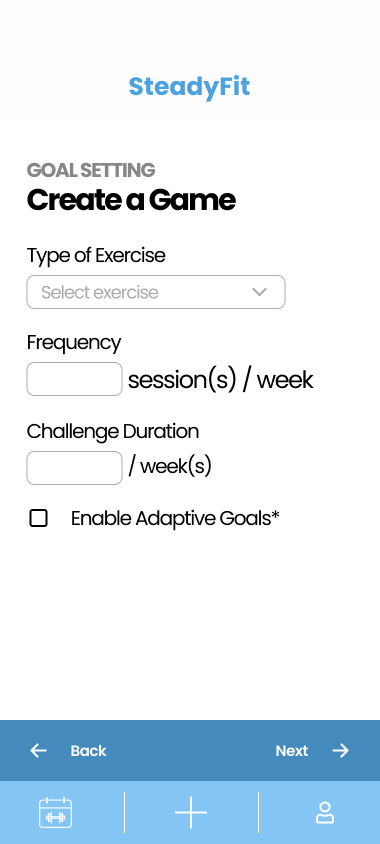 SteadyFit
GOAL SETTING
Create a Game
Type of Exercise
Select exercise
Frequency
session(s) / week
Challenge Duration
/ week(s)
Enable Adaptive Goals*
Back
Next